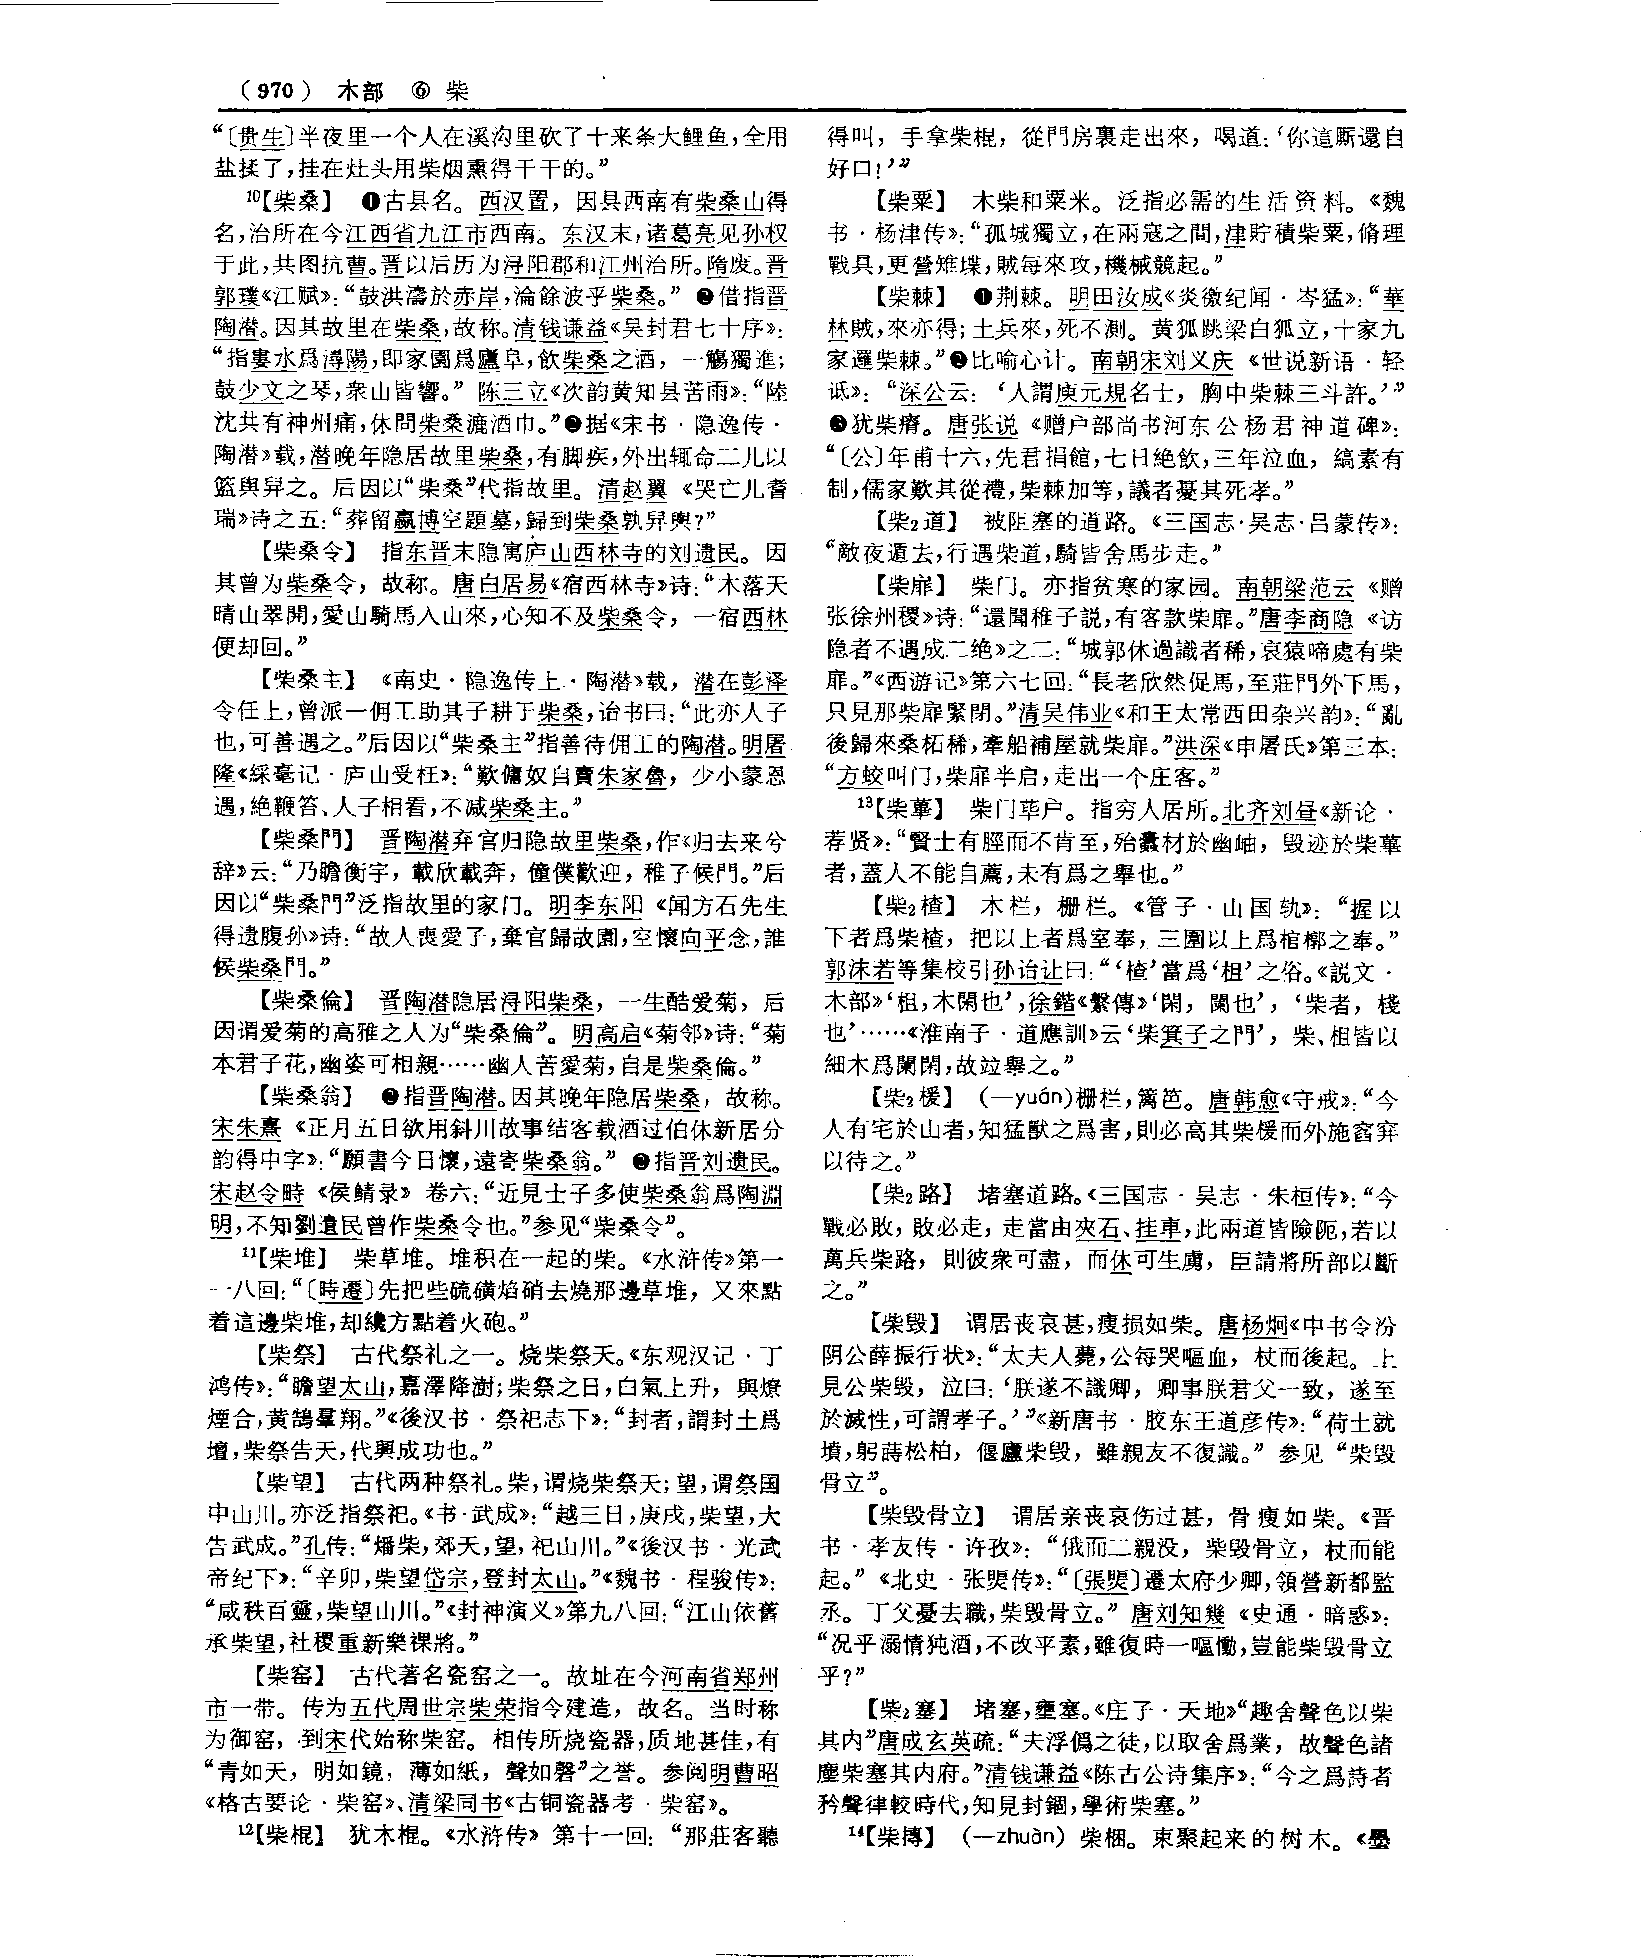 （970） 木部 ⑥ 柴
“〔贵生〕半夜里一个人在溪沟里砍了十来条大鲤鱼，全用
盐揉了，挂在灶头用柴烟熏得干干的。”
10【柴桑】 ❶古县名。西汉置，因县西南有柴桑山得
名，治所在今江西省九江市西南。东汉末，诸葛亮见孙权
于此，共图抗曹。晋以后历为浔阳郡和江州治所。隋废。晋
郭璞《江赋》：“鼓洪濤於赤岸，淪餘波乎柴桑。” ❷借指晋
陶潜。因其故里在柴桑，故称。清钱谦益《吴封君七十序》：
“指婁水爲潯陽，即家園爲廬阜，飲柴桑之酒，一觴獨進；
鼓少文之琴，衆山皆響。” 陈三立《次韵黄知县苦雨》：“陸
沈共有神州痛，休問柴桑漉酒巾。”❸据《宋书·隐逸传·
陶潜》载，潜晚年隐居故里柴桑，有脚疾，外出辄命二儿以
篮舆舁之。后因以“柴桑”代指故里。清赵翼《哭亡儿耆
瑞》诗之五：“葬留嬴博空題墓，歸到柴桑孰舁輿？”
【柴桑令】 指东晋末隐寓庐山西林寺的刘遗民。因
其曾为柴桑令，故称。唐白居易《宿西林寺》诗：“木落天
晴山翠開，愛山騎馬入山來，心知不及柴桑令，一宿西林
便却回。”
【柴桑主】 《南史·隐逸传上·陶潜》载，潜在彭泽
令任上，曾派一佣工助其子耕于柴桑，诒书曰：“此亦人子
也，可善遇之。”后因以“柴桑主”指善待佣工的陶潜。明屠
隆《綵毫记·庐山受枉》：“歎傭奴自賣朱家魯，少小蒙恩
遇，絶鞭笞、人子相看，不减柴桑主。”
【柴桑門】 晋陶潜弃官归隐故里柴桑，作《归去来兮
辞》云：“乃瞻衡宇，載欣載奔，僮僕歡迎，稚子候門。”后
因以“柴桑門”泛指故里的家门。明李东阳《闻方石先生
得遗腹孙》诗：“故人喪愛子，棄官歸故園，空懷向平念，誰
候柴桑門。”
【柴桑倫】 晋陶潜隐居浔阳柴桑，一生酷爱菊，后
因谓爱菊的高雅之人为“柴桑倫”。明高启《菊邻》诗：“菊
本君子花，幽姿可相親……幽人苦愛菊，自是柴桑倫。”
【柴桑翁】 ❶指晋陶潜。因其晚年隐居柴桑，故称。
宋朱熹《正月五日欲用斜川故事结客载酒过伯休新居分
韵得中字》：“願書今日懷，遠寄柴桑翁。” ❷指晋刘遗民。
宋赵令畤《侯鲭录》卷六：“近見士子多使柴桑翁爲陶淵
明，不知劉遺民曾作柴桑令也。”参见“柴桑令”。
11【柴堆】 柴草堆。堆积在一起的柴。《水浒传》第一
一八回：“〔時遷〕先把些硫磺焰硝去燒那邊草堆，又來點
着這邊柴堆，却纔方點着火砲。”
【柴祭】 古代祭礼之一。烧柴祭天。《东观汉记·丁
鸿传》：“瞻望太山，嘉澤降澍；柴祭之日，白氣上升，與燎
煙合，黄鵠羣翔。”《後汉书·祭祀志下》：“封者，謂封土爲
壇，柴祭告天，代興成功也。”
【柴望】 古代两种祭礼。柴，谓烧柴祭天；望，谓祭国
中山川。亦泛指祭祀。《书·武成》：“越三日，庚戌，柴望，大
告武成。”孔传：“燔柴，郊天，望，祀山川。”《後汉书·光武
帝纪下》：“辛卯，柴望岱宗，登封太山。”《魏书·程骏传》：
“咸秩百靈，柴望山川。”《封神演义》第九八回：“江山依舊
承柴望，社稷重新樂祼將。”
【柴窑】 古代著名瓷窑之一。故址在今河南省郑州
市一带。传为五代周世宗柴荣指令建造，故名。当时称
为御窑，到宋代始称柴窑。相传所烧瓷器，质地甚佳，有
“青如天，明如鏡，薄如紙，聲如磬”之誉。参阅明曹昭
《格古要论·柴窑》、清梁同书《古铜瓷器考·柴窑》。
12【柴棍】 犹木棍。《水浒传》第十一回：“那莊客聽
得叫，手拿柴棍，從門房裏走出來，喝道：‘你這厮還自
好口！’”
【柴粟】 木柴和粟米。泛指必需的生活资料。《魏
书·杨津传》：“孤城獨立，在兩寇之間，津貯積柴粟，脩理
戰具，更營雉堞，賊每來攻，機械競起。”
【柴棘】 ❶荆棘。明田汝成《炎徼纪闻·岑猛》：“華
林賊，來亦得；土兵來，死不測。黄狐跳梁白狐立，十家九
家邏柴棘。”❷比喻心计。南朝宋刘义庆《世说新语·轻
诋》：“深公云：‘人謂庾元規名士，胸中柴棘三斗許。’”
❸犹柴瘠。唐张说《赠户部尚书河东公杨君神道碑》：
“〔公〕年甫十六，先君捐館，七日絶飲，三年泣血，縞素有
制，儒家歎其從禮，柴棘加等，議者憂其死孝。”
【柴2道】 被阻塞的道路。《三国志·吴志·吕蒙传》：
“敵夜遁去，行遇柴道，騎皆舍馬步走。”
【柴扉】 柴门。亦指贫寒的家园。南朝梁范云《赠
张徐州稷》诗：“還聞稚子説，有客款柴扉。”唐李商隐《访
隐者不遇成二绝》之二：“城郭休過識者稀，哀猿啼處有柴
扉。”《西游记》第六七回：“長老欣然促馬，至莊門外下馬，
只見那柴扉緊閉。”清吴伟业《和王太常西田杂兴韵》：“亂
後歸來桑柘稀，牽船補屋就柴扉。”洪深《申屠氏》第三本：
“方蛟叫门，柴扉半启，走出一个庄客。”
13【柴蓽】 柴门荜户。指穷人居所。北齐刘昼《新论·
荐贤》：“賢士有脛而不肯至，殆蠹材於幽岫，毁迹於柴蓽
者，蓋人不能自薦，未有爲之舉也。”
【柴2楂】 木栏，栅栏。《管子·山国轨》：“握以
下者爲柴楂，把以上者爲室奉，三圍以上爲棺槨之奉。”
郭沫若等集校引孙诒让曰：“‘楂’當爲‘柤’之俗。《説文·
木部》‘柤，木閑也’，徐鍇《繫傳》‘閑，闌也’，‘柴者，棧
也’……《淮南子·道應訓》云‘柴箕子之門’，柴、柤皆以
細木爲闌閑，故竝舉之。”
【柴2楥】 （—yuán）栅栏，篱笆。唐韩愈《守戒》：“今
人有宅於山者，知猛獸之爲害，則必高其柴楥而外施窞穽
以待之。”
【柴2路】 堵塞道路。《三国志·吴志·朱桓传》：“今
戰必敗，敗必走，走當由夾石、挂車，此兩道皆險阨，若以
萬兵柴路，則彼衆可盡，而休可生虜，臣請將所部以斷
之。”
【柴毁】 谓居丧哀甚，瘦损如柴。唐杨炯《中书令汾
阴公薛振行状》：“太夫人薨，公每哭嘔血，杖而後起。上
見公柴毁，泣曰：‘朕遂不識卿，卿事朕君父一致，遂至
於滅性，可謂孝子。’”《新唐书·胶东王道彦传》：“荷土就
墳，躬蒔松柏，偃廬柴毁，雖親友不復識。” 参见“柴毁
骨立”。
【柴毁骨立】 谓居亲丧哀伤过甚，骨瘦如柴。《晋
书·孝友传·许孜》：“俄而二親没，柴毁骨立，杖而能
起。”《北史·张煚传》：“〔張煚〕遷太府少卿，領營新都監
丞。丁父憂去職，柴毁骨立。”唐刘知幾《史通·暗惑》：
“况乎溺情狥酒，不改平素，雖復時一嘔慟，豈能柴毁骨立
乎？”
【柴2塞】 堵塞，壅塞。《庄子·天地》“趣舍聲色以柴
其内”唐成玄英疏：“夫浮僞之徒，以取舍爲業，故聲色諸
塵柴塞其内府。”清钱谦益《陈古公诗集序》：“今之爲詩者
矜聲律較時代，知見封錮，學術柴塞。”
14【柴摶】 （—zhuàn）柴捆。束聚起来的树木。《墨